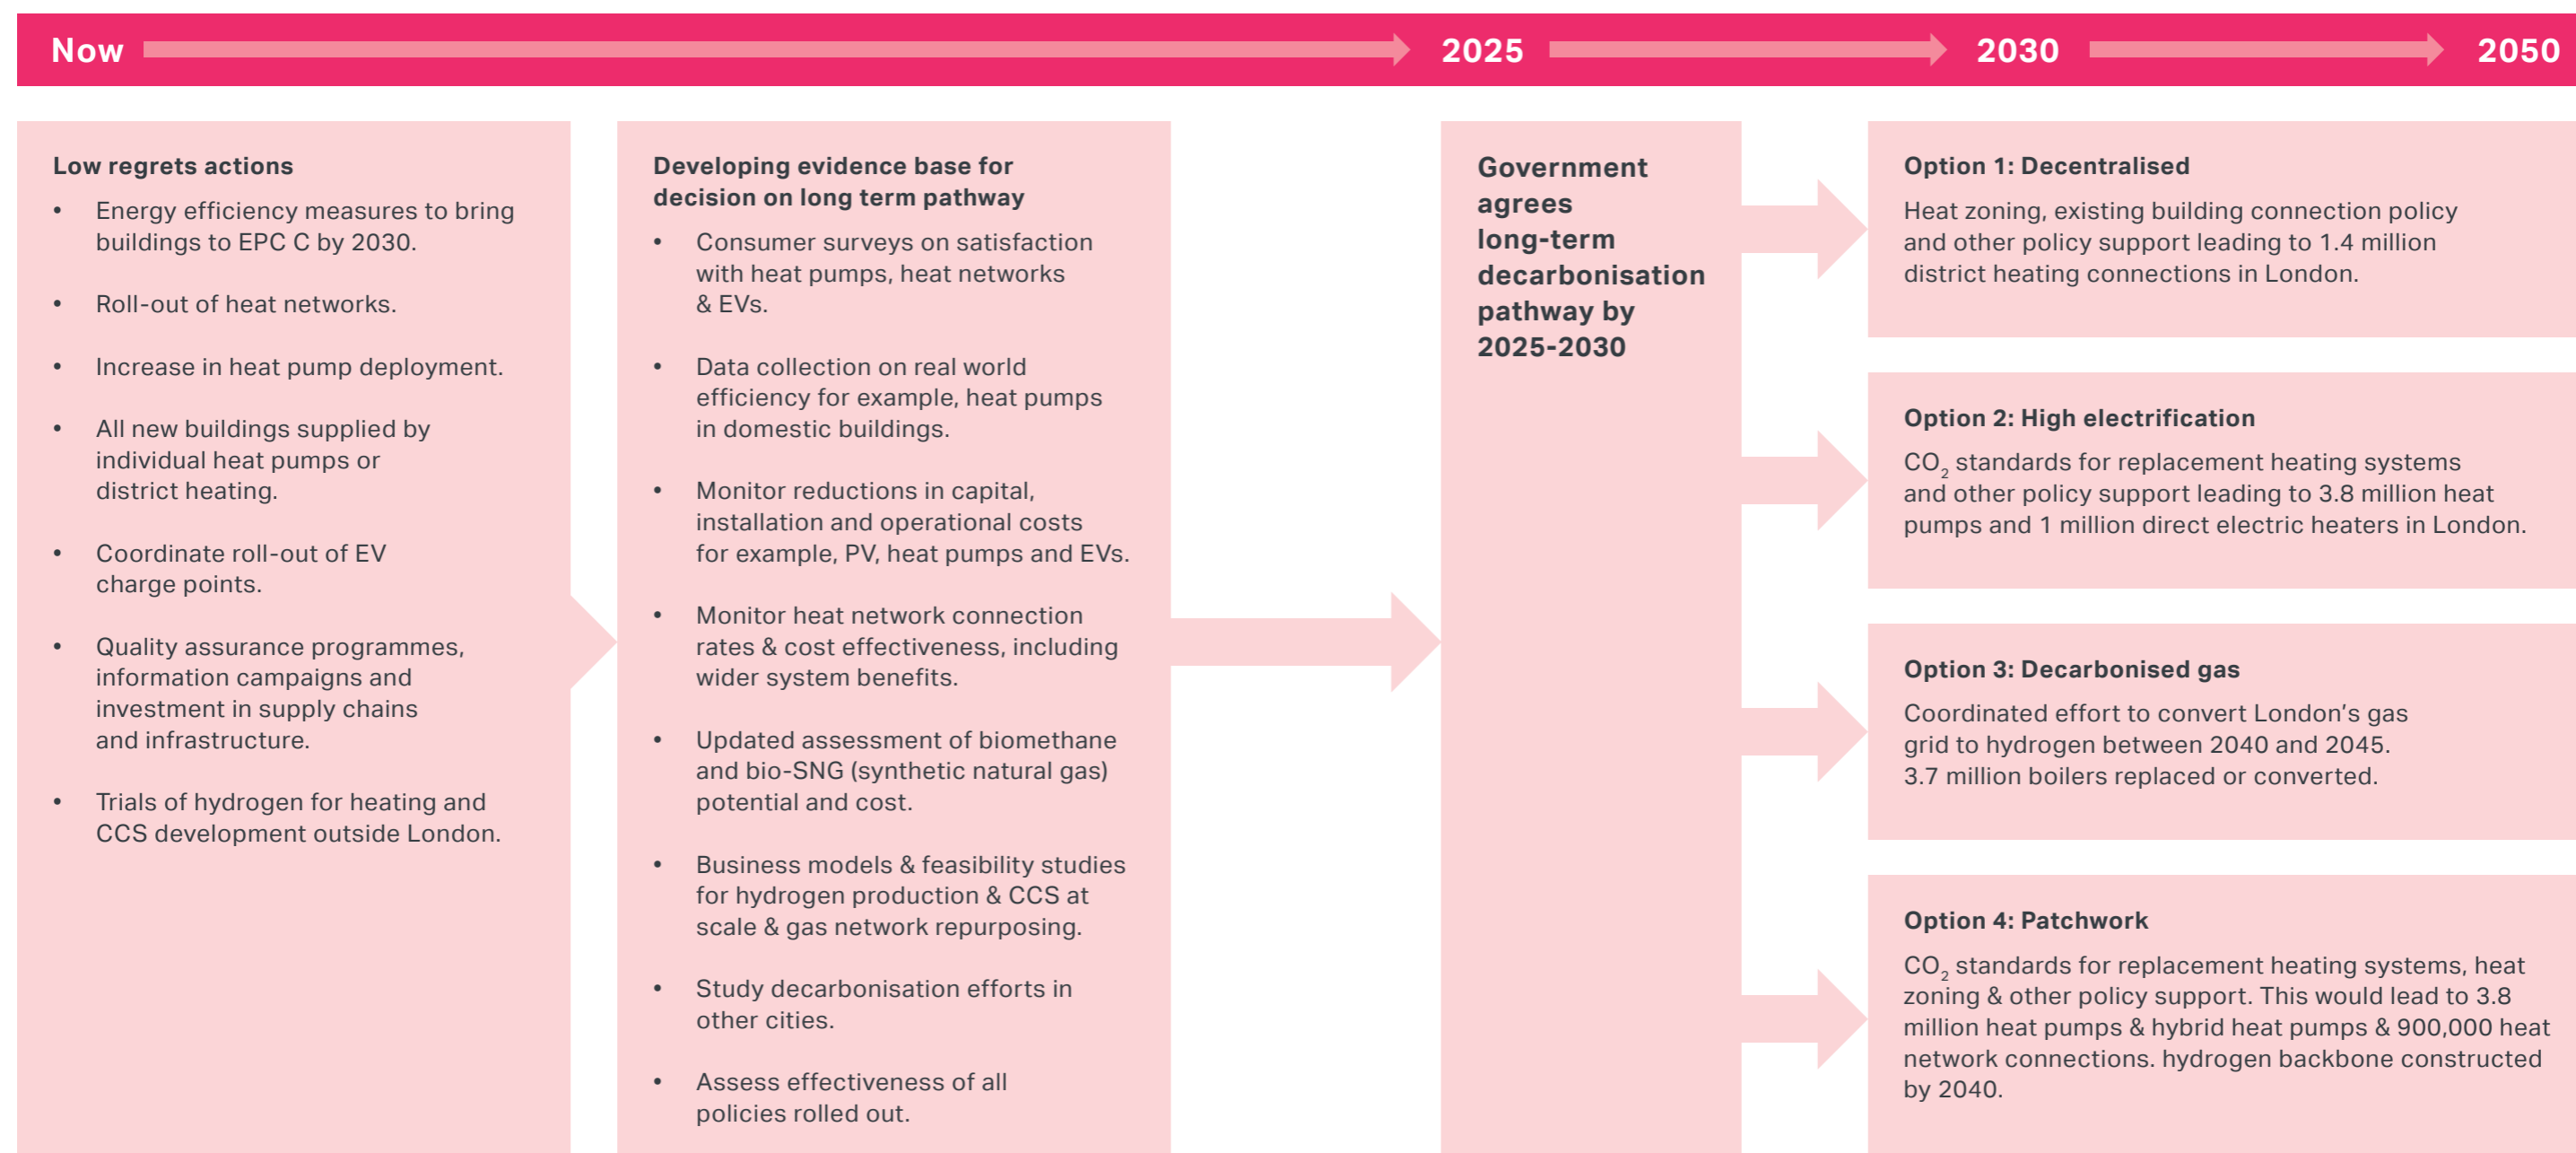 Now 2025 2030 2050
Low regrets actions
• Energy efficiency measures to bring
buildings to EPC C by 2030.
• Roll-out of heat networks.
• Increase in heat pump deployment.
• All new buildings supplied by
individual heat pumps or
district heating.
• Coordinate roll-out of EV
charge points.
• Quality assurance programmes,
information campaigns and
investment in supply chains
and infrastructure.
• Trials of hydrogen for heating and
CCS development outside London.
Developing evidence base for
decision on long term pathway
• Consumer surveys on satisfaction
with heat pumps, heat networks
& EVs.
• Data collection on real world
efficiency for example, heat pumps
in domestic buildings.
• Monitor reductions in capital,
installation and operational costs
for example, PV, heat pumps and EVs.
• Monitor heat network connection
rates & cost effectiveness, including
wider system benefits.
• Updated assessment of biomethane
and bio-SNG (synthetic natural gas)
potential and cost.
• Business models & feasibility studies
for hydrogen production & CCS at
scale & gas network repurposing.
• Study decarbonisation efforts in
other cities.
• Assess effectiveness of all
policies rolled out.
Government
agrees
long-term
decarbonisation
pathway by
2025-2030
Option 1: Decentralised
Heat zoning, existing building connection policy
and other policy support leading to 1.4 million
district heating connections in London.
Option 2: High electrification
CO₂ standards for replacement heating systems
and other policy support leading to 3.8 million heat
pumps and 1 million direct electric heaters in London.
Option 3: Decarbonised gas
Coordinated effort to convert London’s gas
grid to hydrogen between 2040 and 2045.
3.7 million boilers replaced or converted.
Option 4: Patchwork
CO₂ standards for replacement heating systems, heat
zoning & other policy support. This would lead to 3.8
million heat pumps & hybrid heat pumps & 900,000 heat
network connections. hydrogen backbone constructed
by 2040.